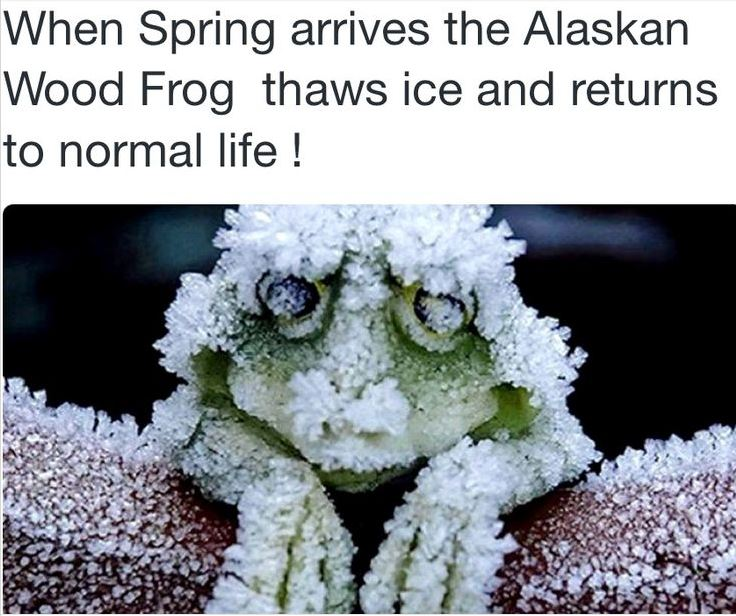 When Spring arrives the Alaskan
Wood Frog  thaws ice and returns
to normal life !